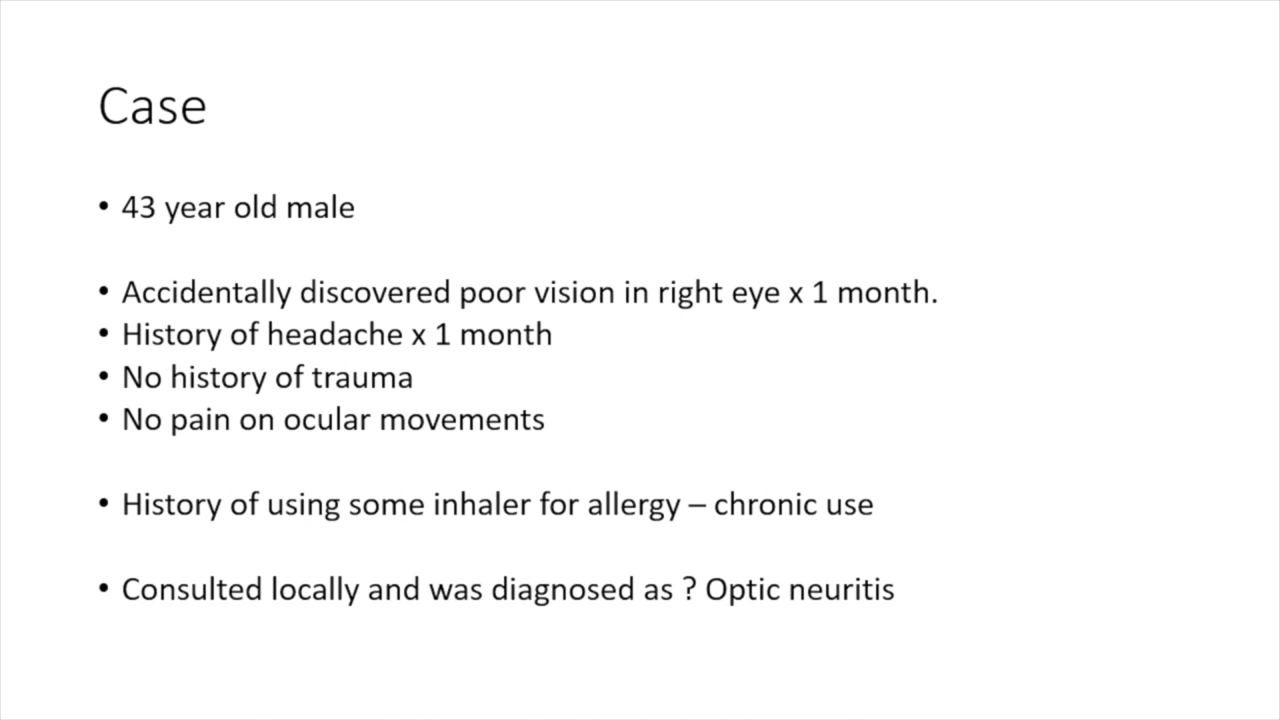 Case
• 43 year old male
• Accidentally discovered poor vision in right eye x 1 month.
• History of headache x 1 month
• No history of trauma
• No pain on ocular movements
• History of using some inhaler for allergy – chronic use
• Consulted locally and was diagnosed as ? Optic neuritis